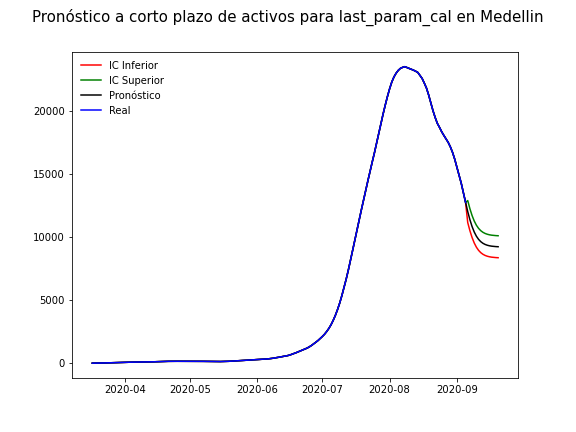 Pronóstico a corto plazo de activos para last_param_cal en Medellin
IC Inferior
IC Superior
Pronóstico
Real
20000
15000
10000
5000
0
2020-04 2020-05 2020-06 2020-07 2020-08 2020-09